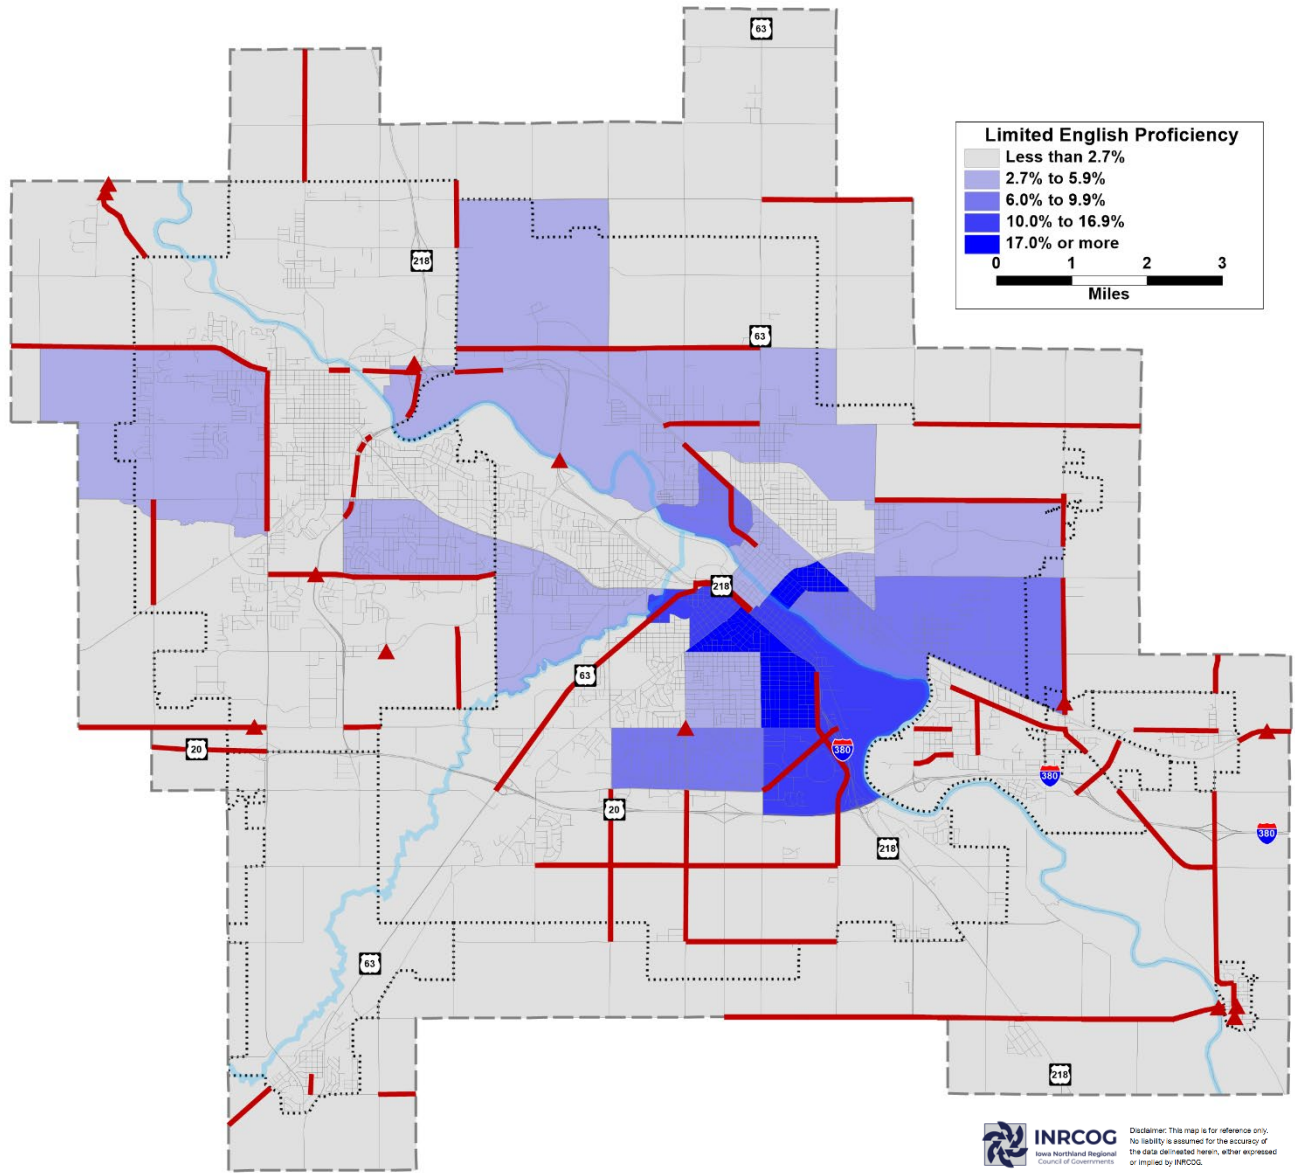 63
Limited English Proficiency
Less than 2.7%
2.7% to 5.9%
6.0% to 9.9%
10.0% to 16.9%
17.0% or more
0 1 2 3
Miles
218
63
218
63
20
380
380
20
380
218
63
218
INRCOG
Iowa Northland Regional
Council of Governments
Disclaimer: This map is for reference only.
No liability is assumed for the accuracy of
the data delineated herein, either expressed
or implied by INRCOG.